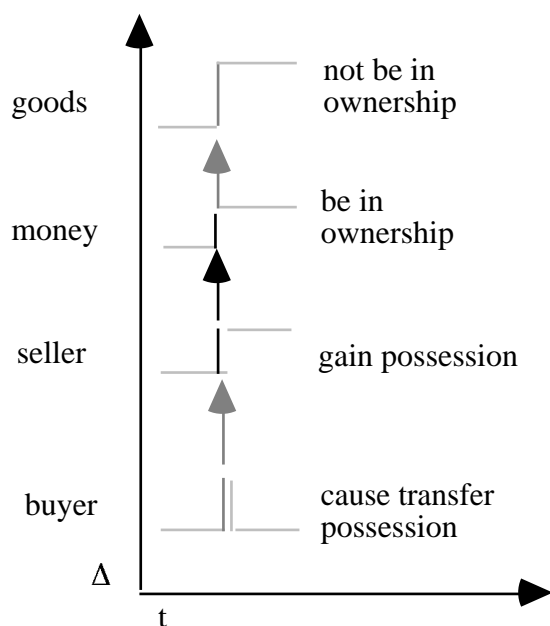 goods
not be in
ownership
money
be in
ownership
seller
gain possession
buyer
cause transfer
possession
Δ
t